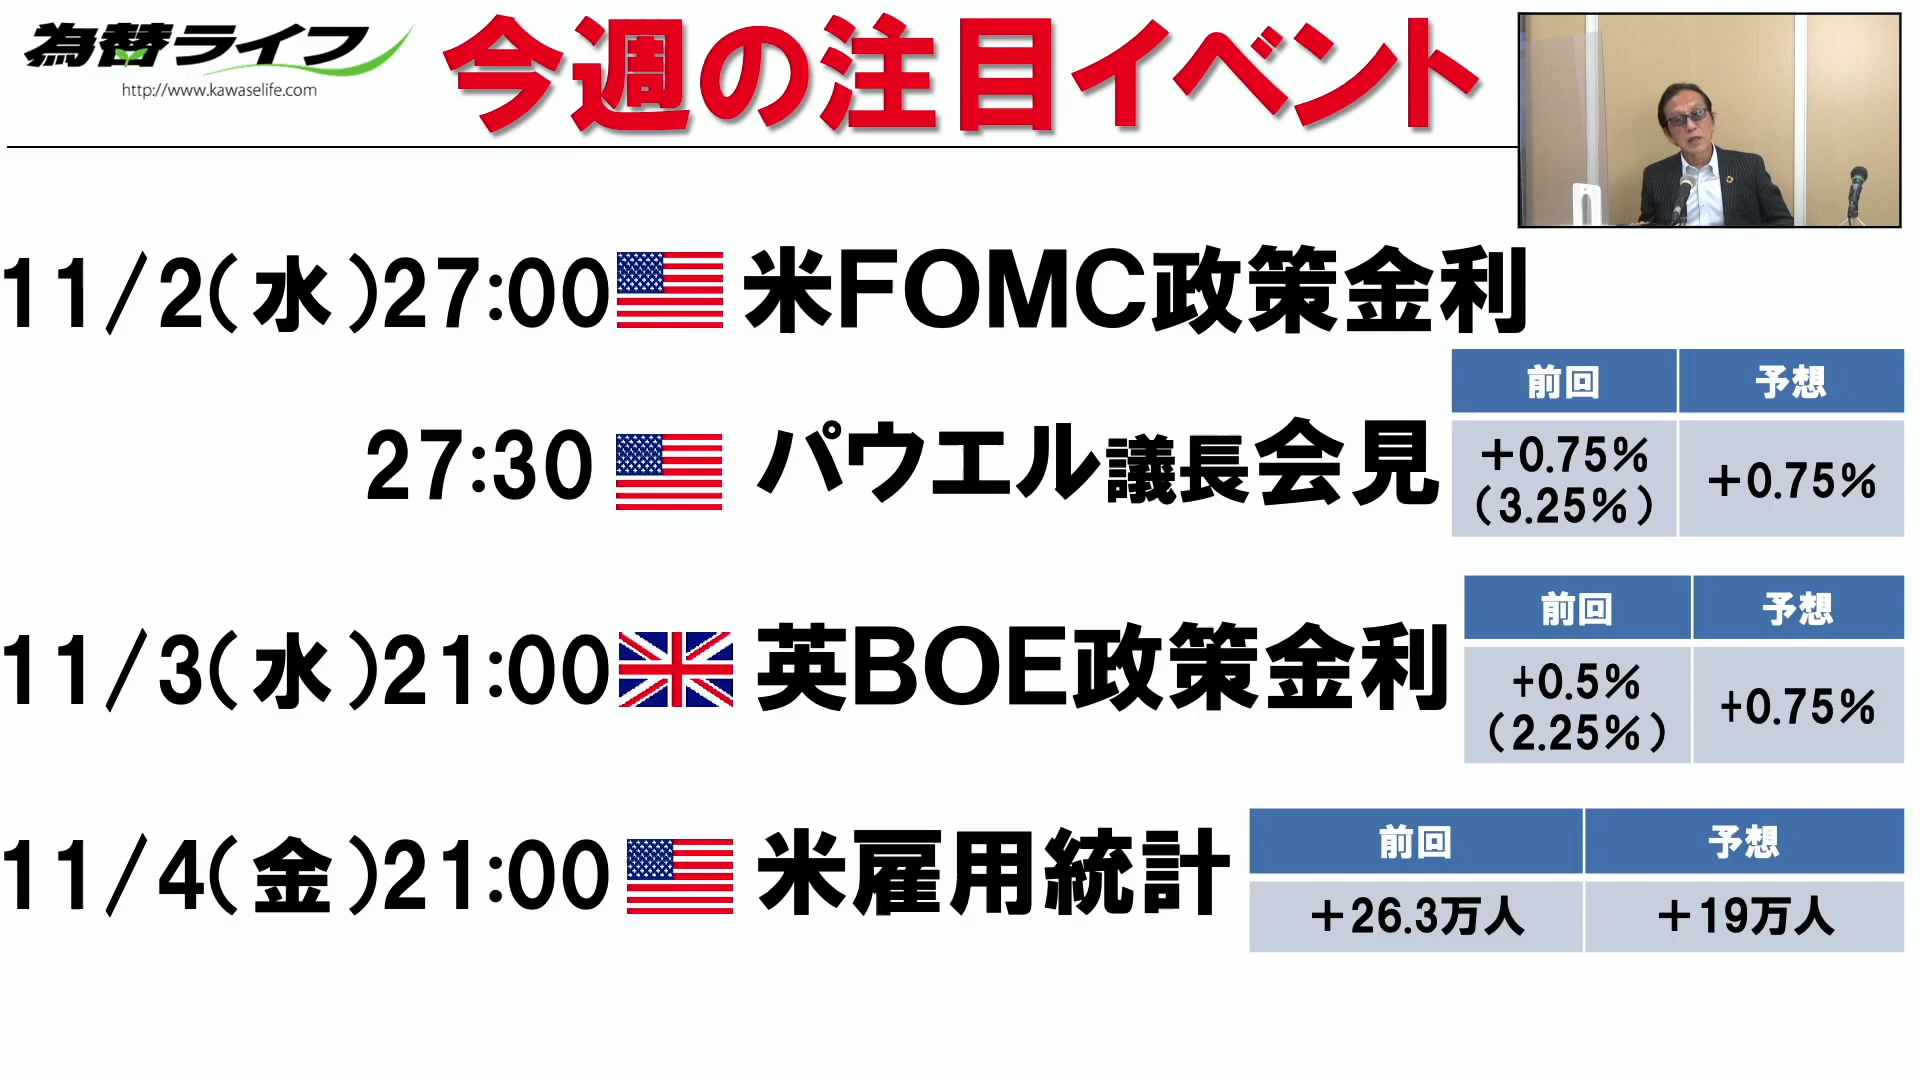 為替ライフ
http://www.kawaselife.com
今週の注目イベント
11/2(水)27:00 米FOMC政策金利
27:30 パウエル議長会見
前回 予想
+0.75% +0.75%
(3.25%)
11/3(水)21:00 英BOE政策金利
前回 予想
+0.5% +0.75%
(2.25%)
11/4(金)21:00 米雇用統計
前回 予想
+26.3万人 +19万人